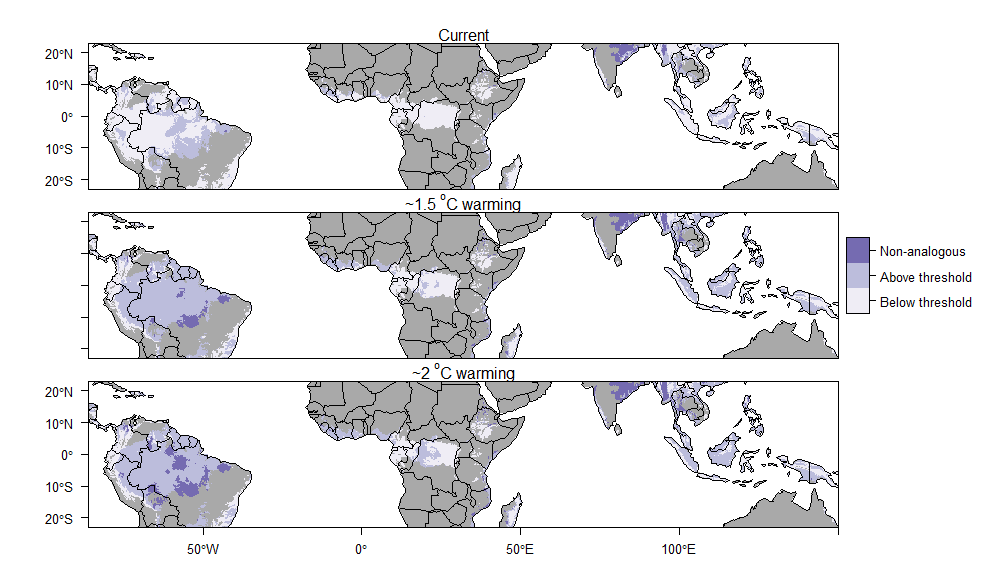 Current
20°N
10°N
0°
10°S
20°S
~1.5 °C warming
Non-analogous
Above threshold
Below threshold
~2 °C warming
20°N
10°N
0°
10°S
20°S
50°W
0°
50°E
100°E